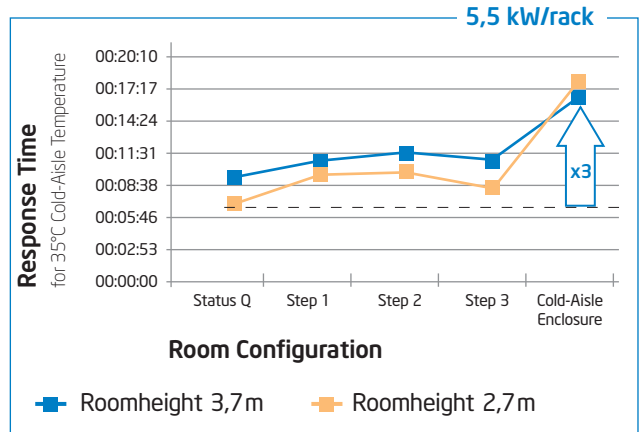 5,5 kW/rack
Response Time
for 35°C Cold-Aisle Temperature
00:20:10
00:17:17
00:14:24
00:11:31
00:08:38
00:05:46
00:02:53
00:00:00
x3
Status Q Step 1 Step 2 Step 3 Cold-Aisle
Enclosure
Room Configuration
Roomheight 3,7m Roomheight 2,7m